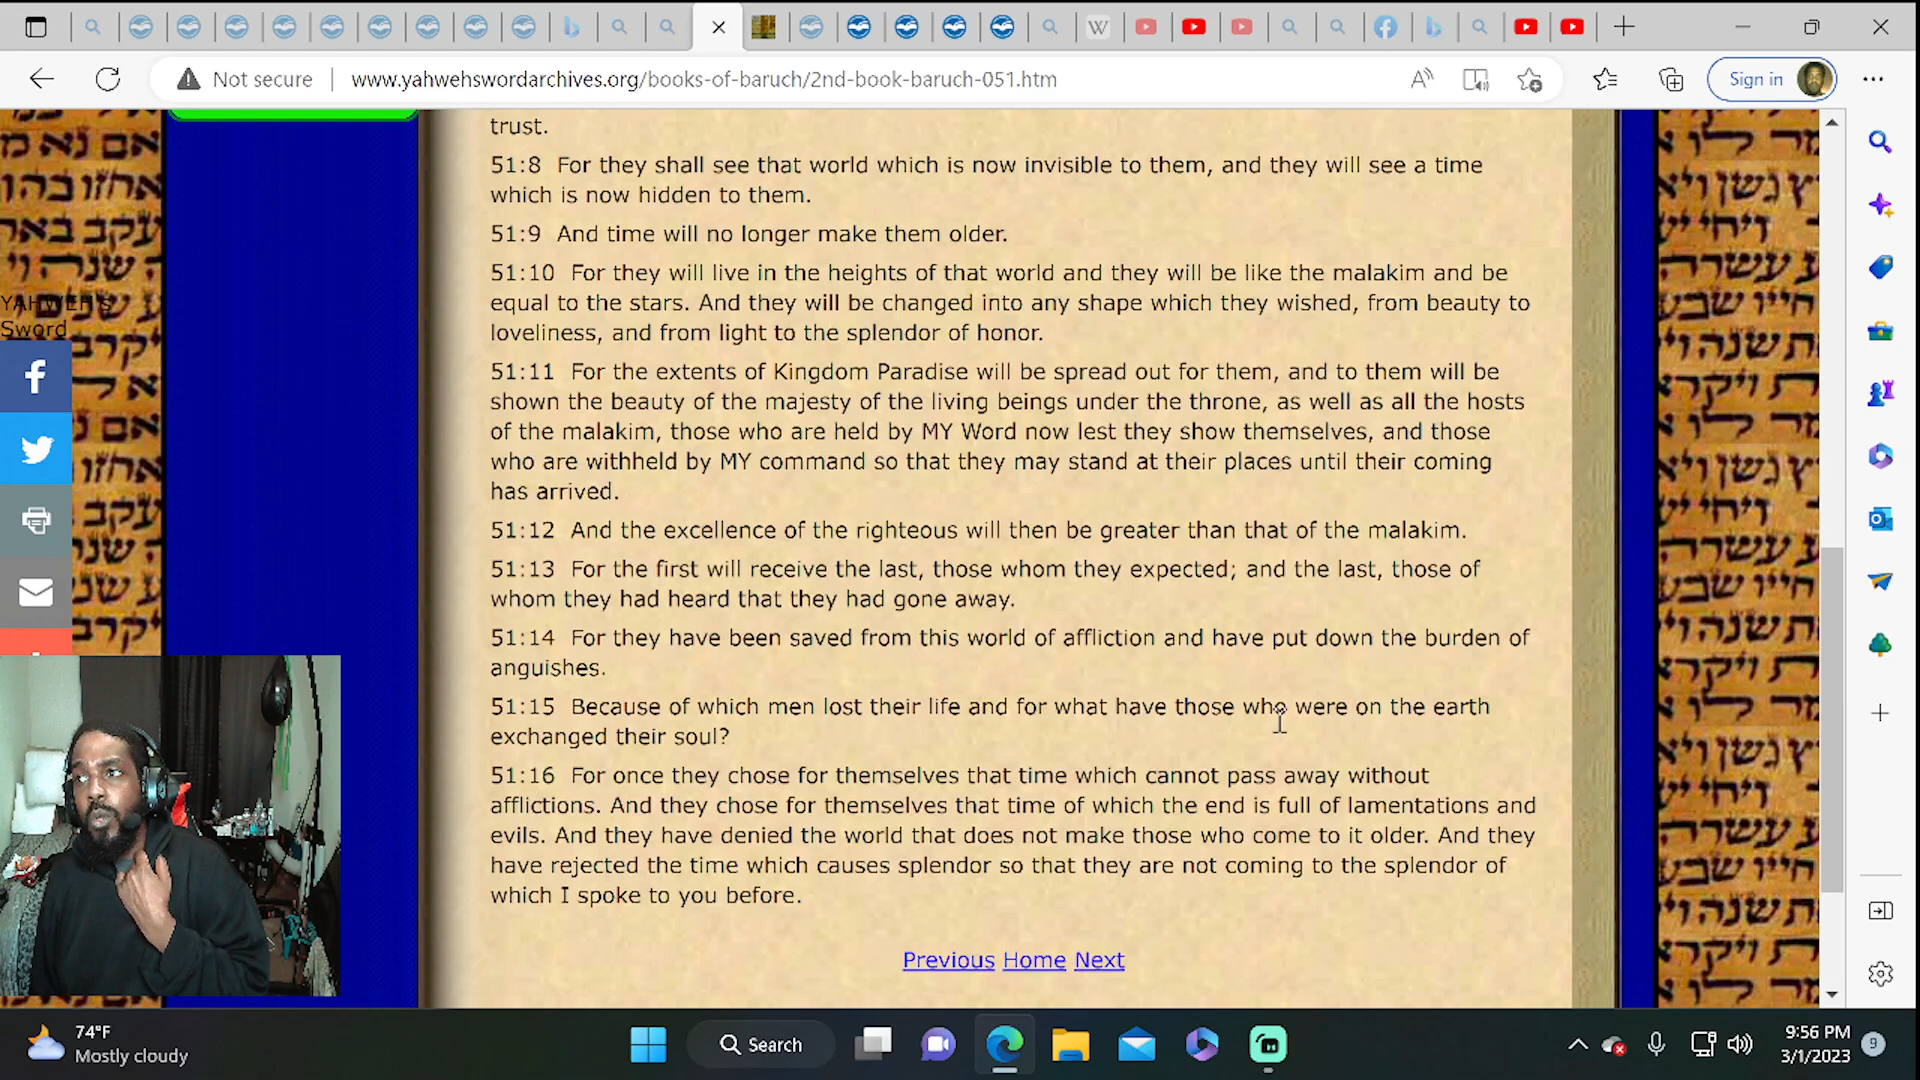 Not secure
www.yahwehswordarchives.org/books-of-baruch/2nd-book-baruch-051.htm
Sign in
trust.
51:8 For they shall see that world which is now invisible to them, and they will see a time
which is now hidden to them.
51:9 And time will no longer make them older.
51:10 For they will live in the heights of that world and they will be like the malakim and be
equal to the stars. And they will be changed into any shape which they wished, from beauty to
loveliness, and from light to the splendor of honor.
51:11 For the extents of Kingdom Paradise will be spread out for them, and to them will be
shown the beauty of the majesty of the living beings under the throne, as well as all the hosts
of the malakim, those who are held by MY Word now lest they show themselves, and those
who are withheld by MY command so that they may stand at their places until their coming
has arrived.
51:12 And the excellence of the righteous will then be greater than that of the malakim.
51:13 For the first will receive the last, those whom they expected; and the last, those of
whom they had heard that they had gone away.
51:14 For they have been saved from this world of affliction and have put down the burden of
anguishes.
51:15 Because of which men lost their life and for what have those who were on the earth
exchanged their soul?
51:16 For once they chose for themselves that time which cannot pass away without
afflictions. And they chose for themselves that time of which the end is full of lamentations and
evils. And they have denied the world that does not make those who come to it older. And they
have rejected the time which causes splendor so that they are not coming to the splendor of
which I spoke to you before.
Previous Home Next
YAHWEH's
Sword
74°F
Mostly cloudy
Search
9:56 PM
3/1/2023
9